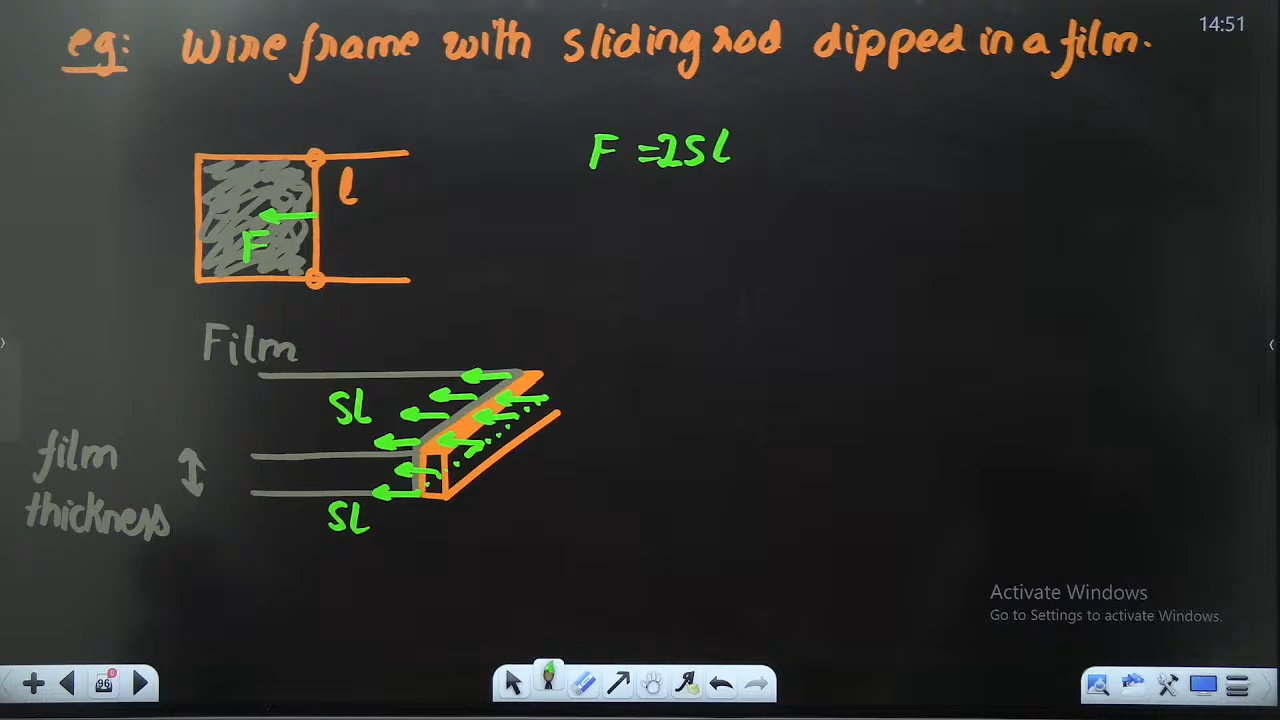 14:51
eg: Wire frame with sliding rod dipped in a film.
F = 2SL
l
F
Film
SL
film
thickness
SL
Activate Windows
Go to Settings to activate Windows.
96